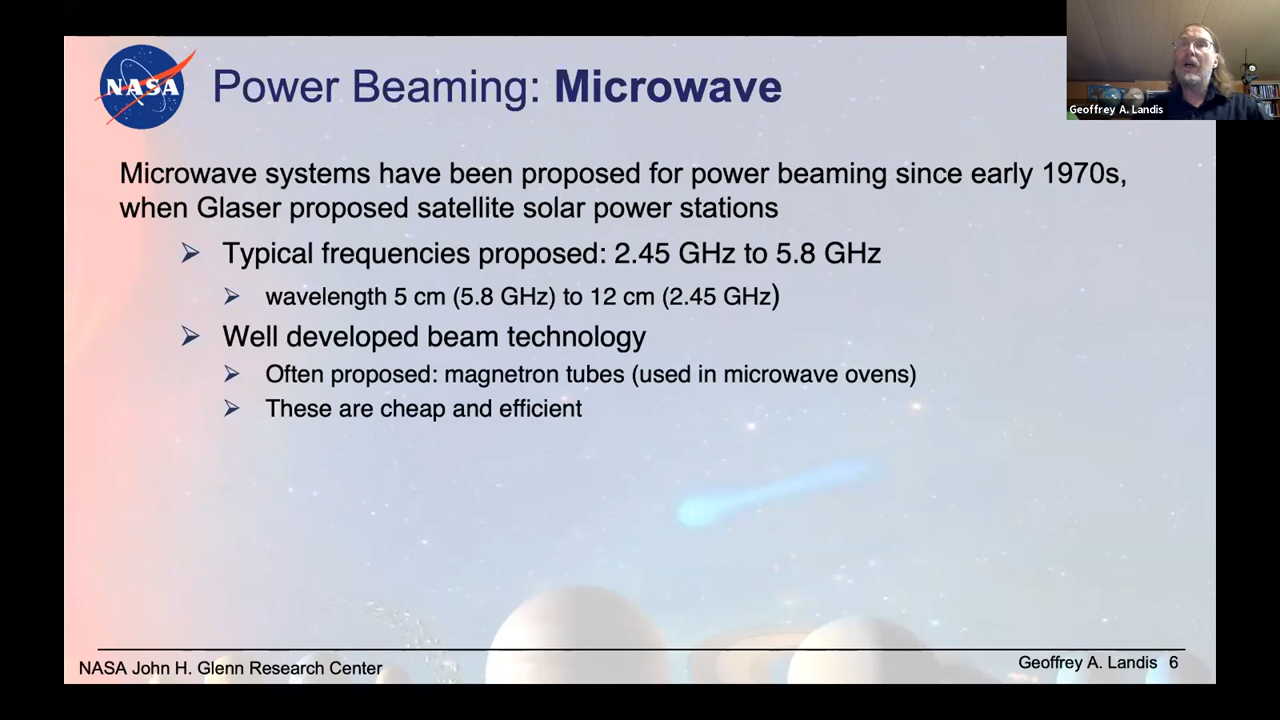 NASA
Power Beaming: Microwave
Geoffrey A. Landis
Microwave systems have been proposed for power beaming since early 1970s,
when Glaser proposed satellite solar power stations
Typical frequencies proposed: 2.45 GHz to 5.8 GHz
wavelength 5 cm (5.8 GHz) to 12 cm (2.45 GHz)
Well developed beam technology
Often proposed: magnetron tubes (used in microwave ovens)
These are cheap and efficient
NASA John H. Glenn Research Center
Geoffrey A. Landis 6